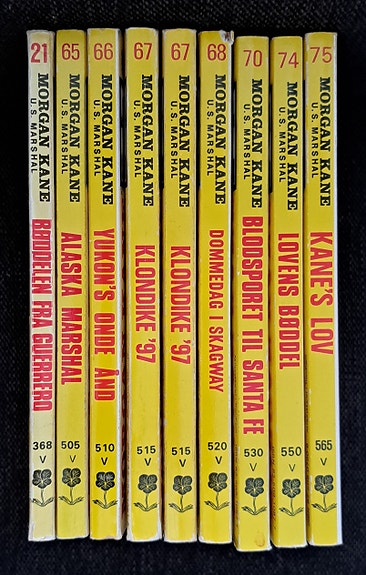 21
MORGAN KANE
U.S. MARSHAL
BØDDELEN FRA GUERRERO
368
V
65
MORGAN KANE
U.S. MARSHAL
ALASKA MARSHAL
505
V
66
MORGAN KANE
U.S. MARSHAL
YUKON'S ONDE ÅND
510
V
67
MORGAN KANE
U.S. MARSHAL
KLONDIKE '97
515
V
67
MORGAN KANE
U.S. MARSHAL
KLONDIKE '97
515
V
68
MORGAN KANE
U.S. MARSHAL
DOMMEDAG I SKAGWAY
520
V
70
MORGAN KANE
U.S. MARSHAL
BLODSPORET TIL SANTA FE
530
V
74
MORGAN KANE
U.S. MARSHAL
LOVENS BØDDEL
550
V
75
MORGAN KANE
U.S. MARSHAL
KANE'S LOV
565
V